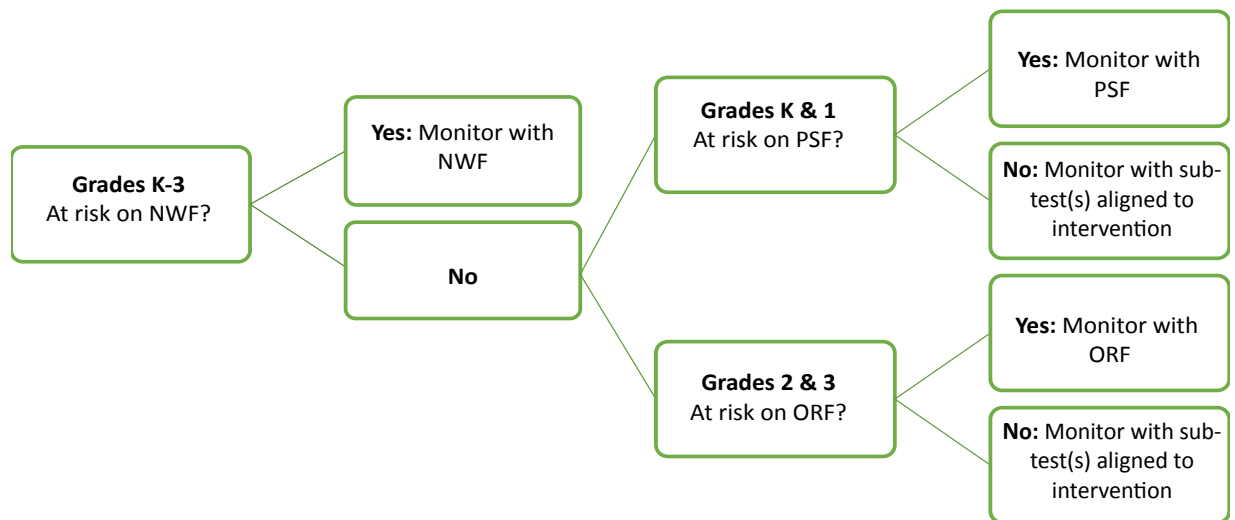 Grades K-3
At risk on NWF?
Yes: Monitor with
NWF
No
Grades K & 1
At risk on PSF?
Yes: Monitor with
PSF
No: Monitor with sub-
test(s) aligned to
intervention
Grades 2 & 3
At risk on ORF?
Yes: Monitor with
ORF
No: Monitor with sub-
test(s) aligned to
intervention